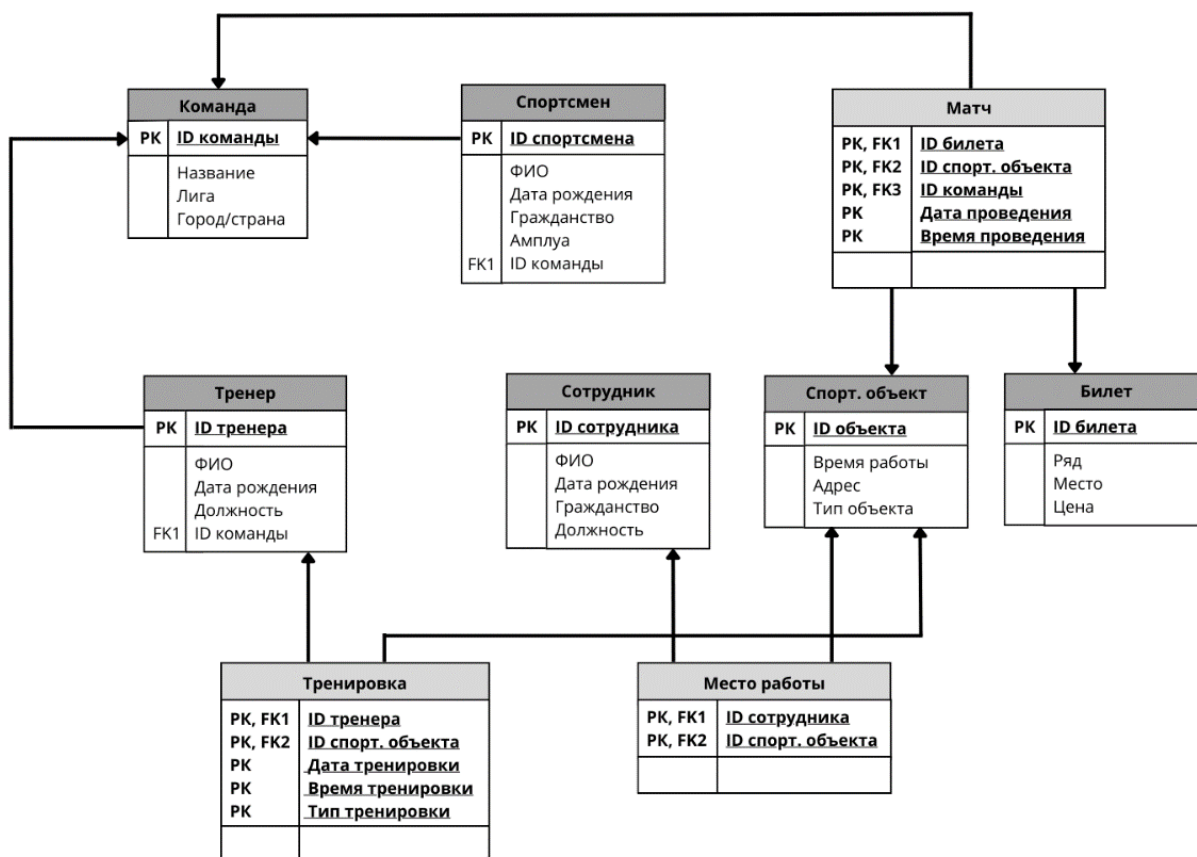 Команда
PK ID команды
Название
Лига
Город/страна
Спортсмен
PK ID спортсмена
ФИО
Дата рождения
Гражданство
Амплуа
FK1 ID команды
Матч
PK, FK1 ID билета
PK, FK2 ID спорт. объекта
PK, FK3 ID команды
PK Дата проведения
PK Время проведения
Тренер
PK ID тренера
ФИО
Дата рождения
Должность
FK1 ID команды
Сотрудник
PK ID сотрудника
ФИО
Дата рождения
Гражданство
Должность
Спорт. объект
PK ID объекта
Время работы
Адрес
Тип объекта
Билет
PK ID билета
Ряд
Место
Цена
Тренировка
PK, FK1 ID тренера
PK, FK2 ID спорт. объекта
PK Дата тренировки
PK Время тренировки
PK Тип тренировки
Место работы
PK, FK1 ID сотрудника
PK, FK2 ID спорт. объекта